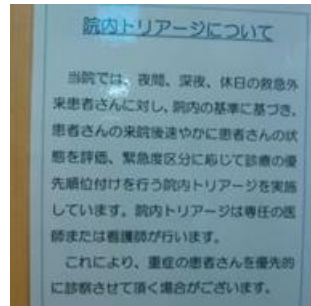 院内トリアージについて
当院では、夜間、深夜、休日の救急外
来患者さんに対し、院内の基準に基づき、
患者さんの来院後速やかに患者さんの状
態を評価、緊急度区分に応じて診療の優
先順位付けを行う院内トリアージを実施
しています。院内トリアージは専任の医
師または看護師が行います。
これにより、重症の患者さんを優先的
に診察させて頂く場合がございます。